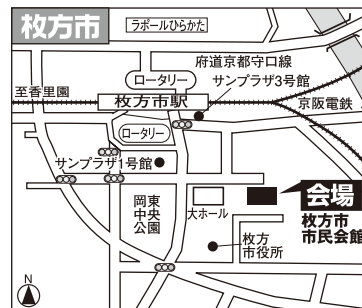 枚方市
ラポールひらかた
府道京都守口線
ロータリー
サンプラザ3号館
至香里園
枚方市駅
京阪電鉄
ロータリー
サンプラザ1号館
会場
岡東
中央
公園
大ホール
枚方市
市民会館
枚方
市役所
N